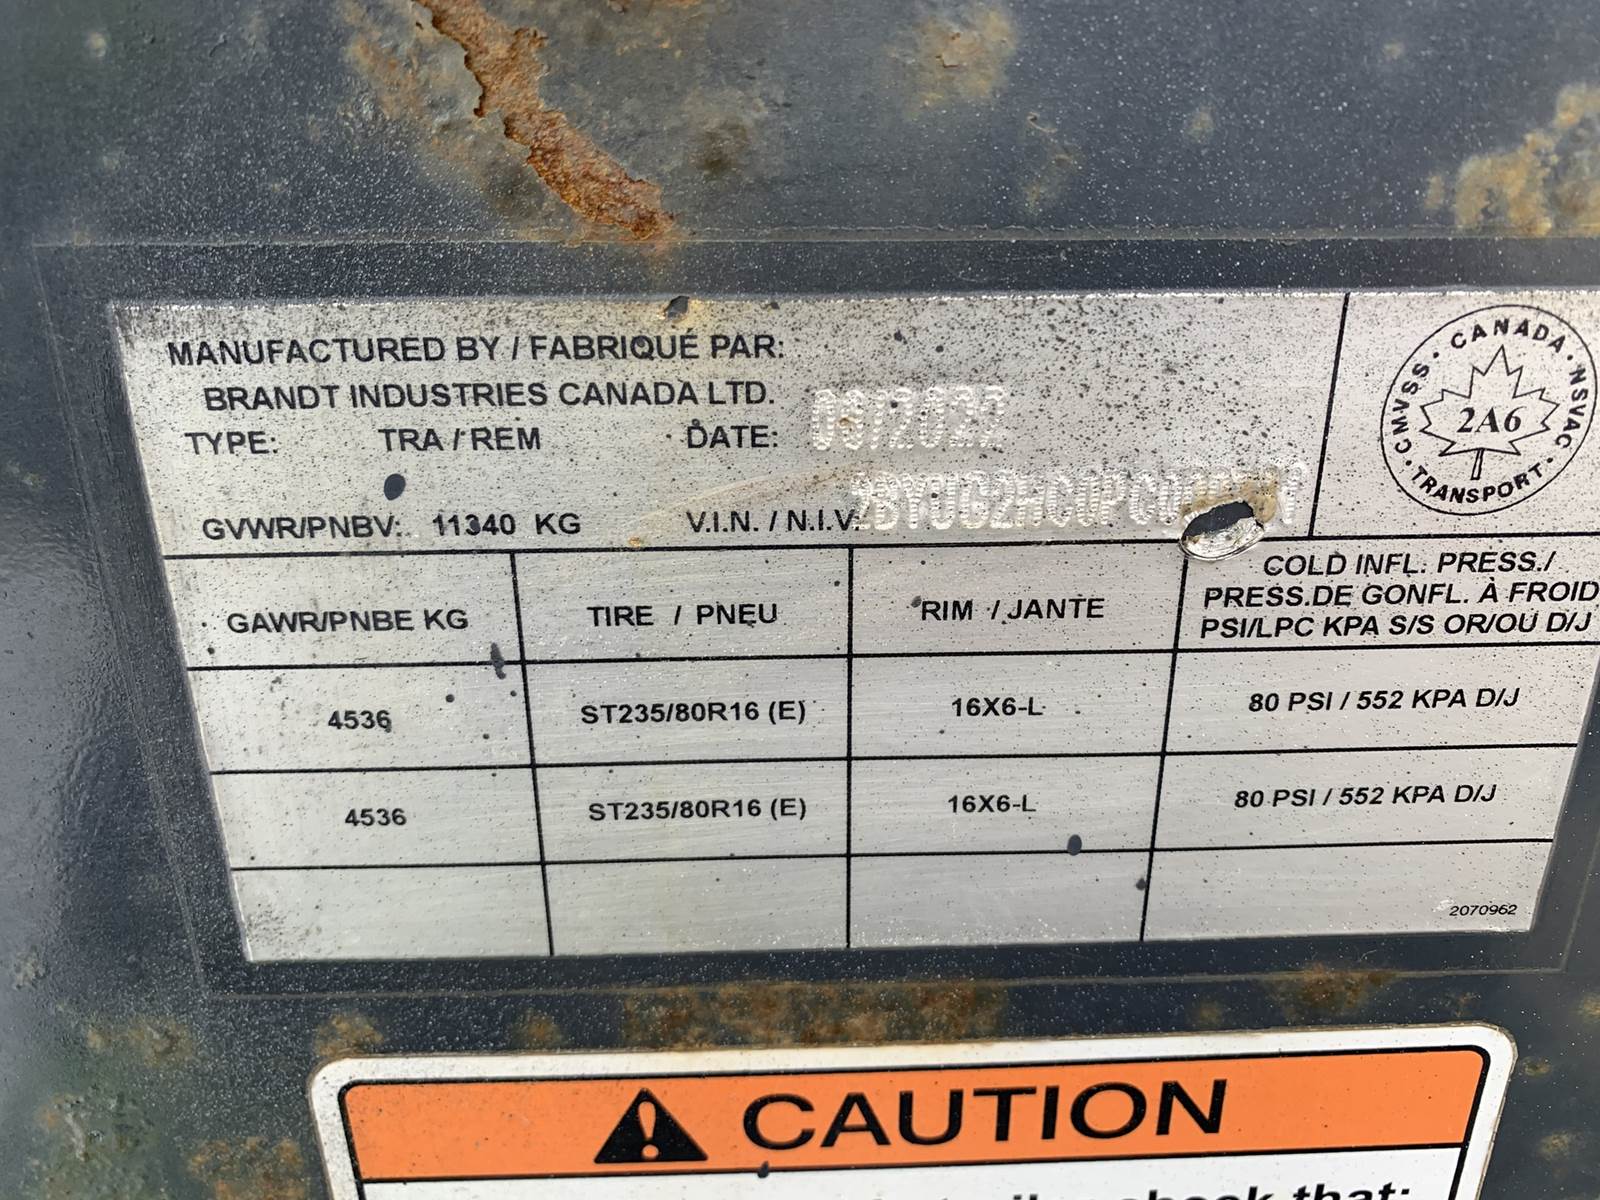 MANUFACTURED BY / FABRIQUÉ PAR:
BRANDT INDUSTRIES CANADA LTD.
TYPE: TRA / REM DATE: /2022
GVWR/PNBV: 11340 KG V.I.N. / N.I.V.:
CANADA · NSVAC · TRANSPORT · CMVSS ·
2A6
GAWR/PNBE KG TIRE / PNEU RIM / JANTE COLD INFL. PRESS./
PRESS.DE GONFL. À FROID
PSI/LPC KPA S/S OR/OU D/J
4536 ST235/80R16 (E) 16X6-L 80 PSI / 552 KPA D/J
4536 ST235/80R16 (E) 16X6-L 80 PSI / 552 KPA D/J
2070962
CAUTION
check that: